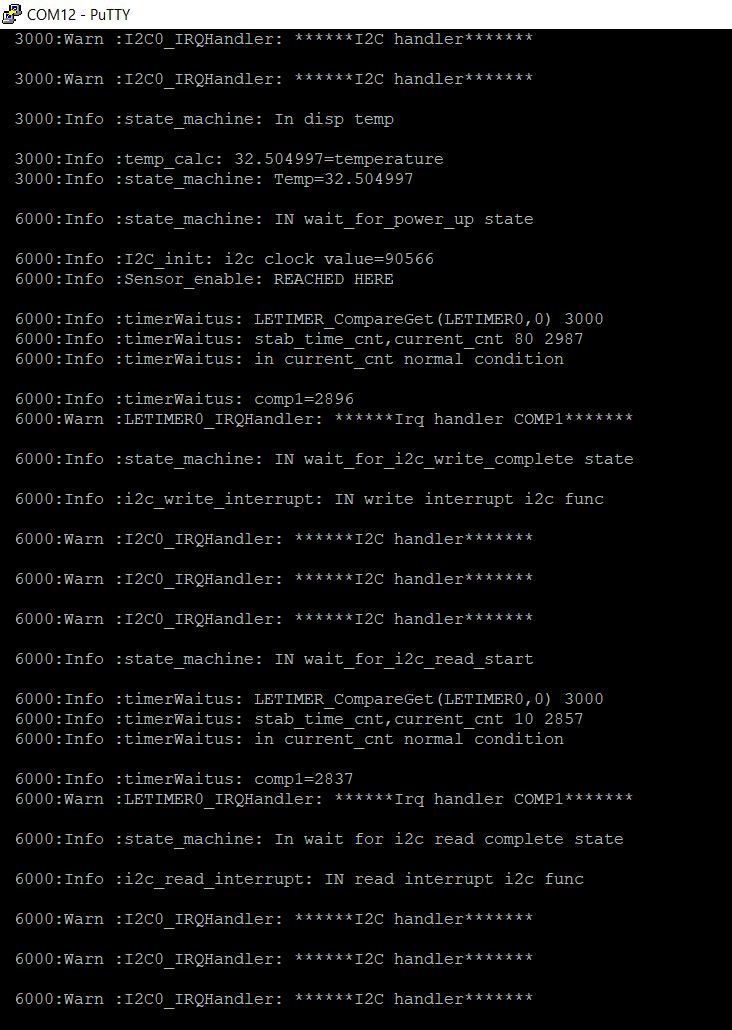 COM12 - PuTTY
3000:Warn :I2C0_IRQHandler: ******I2C handler*******
3000:Warn :I2C0_IRQHandler: ******I2C handler*******
3000:Info :state_machine: In disp temp
3000:Info :temp_calc: 32.504997=temperature
3000:Info :state_machine: Temp=32.504997
6000:Info :state_machine: IN wait_for_power_up state
6000:Info :I2C_init: i2c clock value=90566
6000:Info :Sensor_enable: REACHED HERE
6000:Info :timerWaitus: LETIMER_CompareGet(LETIMER0,0) 3000
6000:Info :timerWaitus: stab_time_cnt,current_cnt 80 2987
6000:Info :timerWaitus: in current_cnt normal condition
6000:Info :timerWaitus: comp1=2896
6000:Warn :LETIMER0_IRQHandler: ******Irq handler COMP1*******
6000:Info :state_machine: IN wait_for_i2c_write_complete state
6000:Info :i2c_write_interrupt: IN write interrupt i2c func
6000:Warn :I2C0_IRQHandler: ******I2C handler*******
6000:Warn :I2C0_IRQHandler: ******I2C handler*******
6000:Warn :I2C0_IRQHandler: ******I2C handler*******
6000:Info :state_machine: IN wait_for_i2c_read_start
6000:Info :timerWaitus: LETIMER_CompareGet(LETIMER0,0) 3000
6000:Info :timerWaitus: stab_time_cnt,current_cnt 10 2857
6000:Info :timerWaitus: in current_cnt normal condition
6000:Info :timerWaitus: comp1=2837
6000:Warn :LETIMER0_IRQHandler: ******Irq handler COMP1*******
6000:Info :state_machine: In wait for i2c read complete state
6000:Info :i2c_read_interrupt: IN read interrupt i2c func
6000:Warn :I2C0_IRQHandler: ******I2C handler*******
6000:Warn :I2C0_IRQHandler: ******I2C handler*******
6000:Warn :I2C0_IRQHandler: ******I2C handler*******